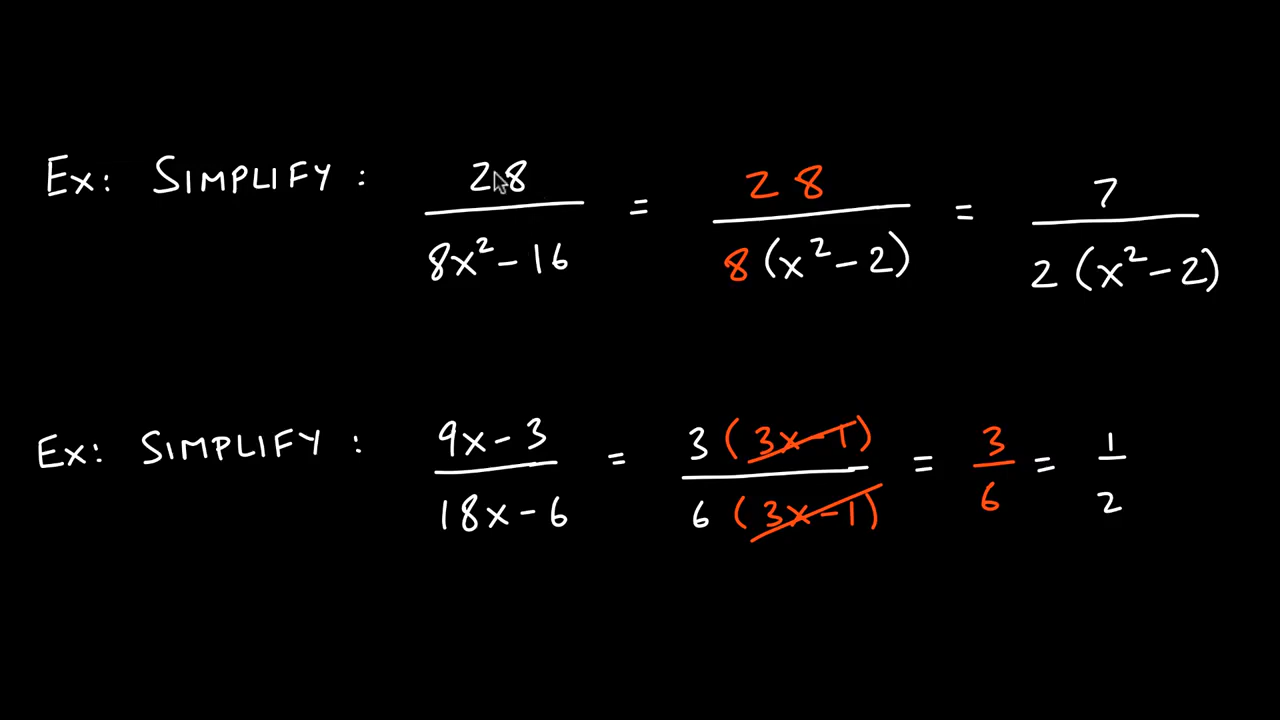 Ex: SIMPLIFY : 28/(8x² - 16) = 28/(8(x² - 2)) = 7/(2(x² - 2))
Ex: SIMPLIFY : (9x - 3)/(18x - 6) = 3(3x - 1)/(6(3x - 1)) = 3/6 = 1/2